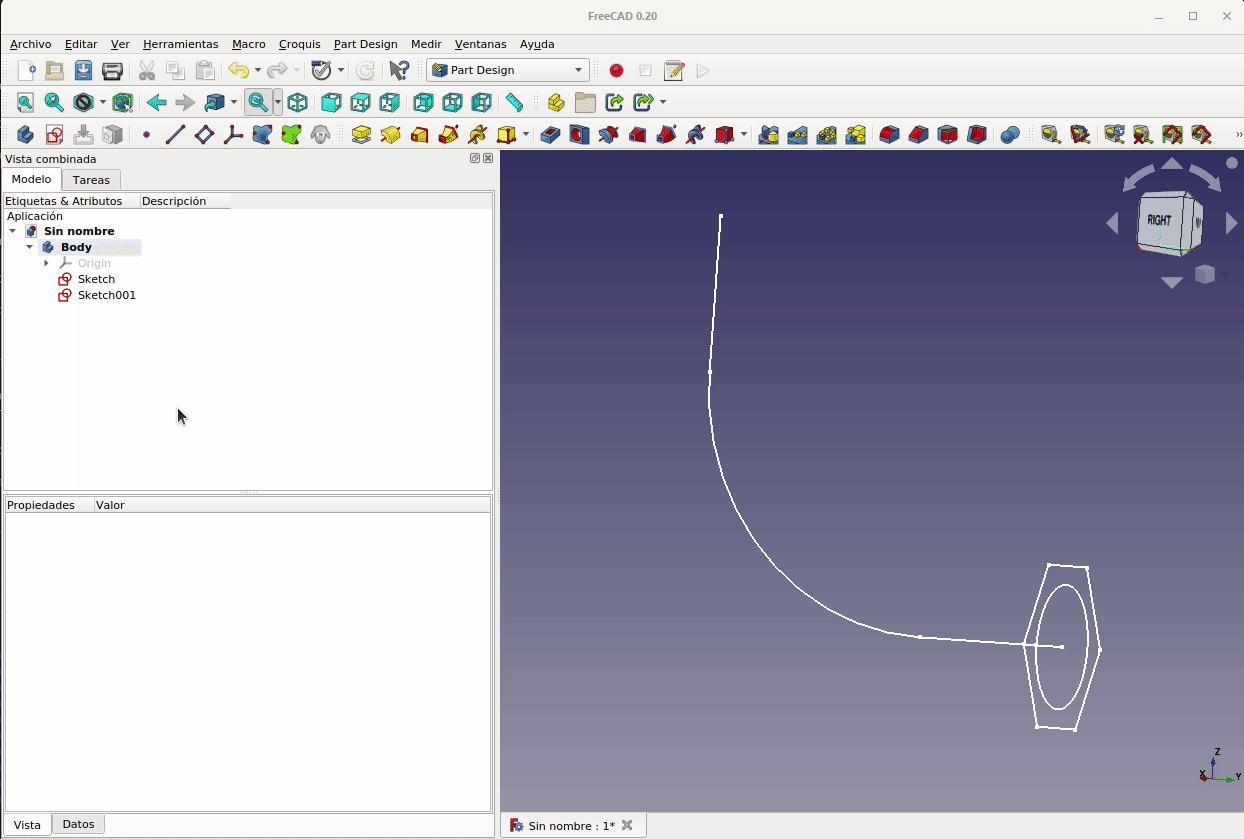 FreeCAD 0.20
Archivo Editar Ver Herramientas Macro Croquis Part Design Medir Ventanas Ayuda
Part Design
»
Vista combinada
Modelo Tareas
Etiquetas & Atributos Descripción
Aplicación
Sin nombre
Body
Origin
Sketch
Sketch001
RIGHT
Propiedades Valor
Z
X Y
Vista Datos
Sin nombre : 1*